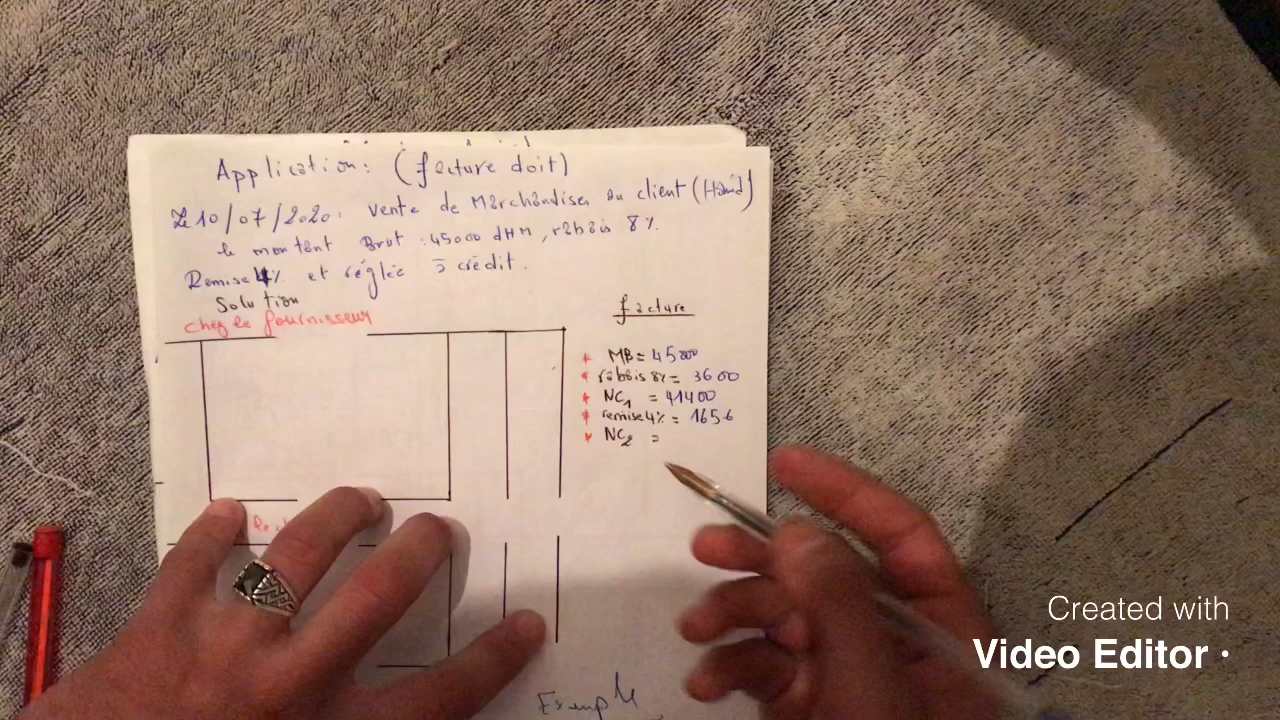 Application: (facture doit)
Le 10/07/2020: vente de Marchandises au client (Hamid)
le montant Brut : 45000 dHM, rabais 8%.
Remise 4% et réglée à crédit.
Solution
chez le fournisseur
facture
* MB = 45000
* rabais 8% = 3600
* NC1 = 41400
* remise 4% = 1656
* NC2 =
Exemple
Created with
Video Editor